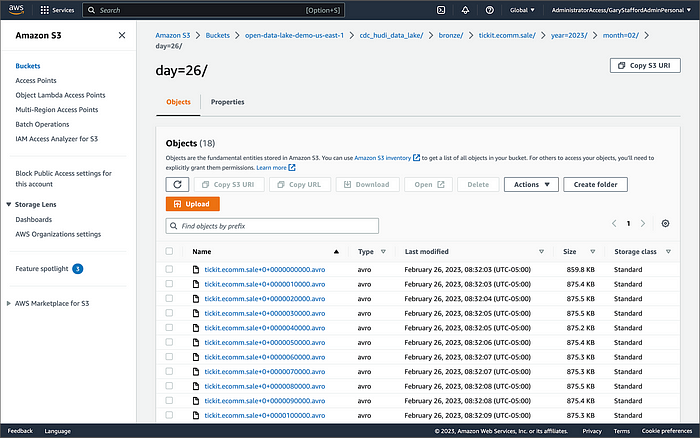 aws
Services
Search
[Option+S]
Global
AdministratorAccess/GaryStaffordAdminPersonal
Amazon S3
Buckets
Access Points
Object Lambda Access Points
Multi-Region Access Points
Batch Operations
IAM Access Analyzer for S3
Block Public Access settings for
this account
Storage Lens
Dashboards
AWS Organizations settings
Feature spotlight 3
AWS Marketplace for S3
Amazon S3 > Buckets > open-data-lake-demo-us-east-1 > cdc_hudi_data_lake/ > bronze/ > tickit.ecomm.sale/ > year=2023/ > month=02/ >
day=26/
day=26/
Copy S3 URI
Objects Properties
Objects (18)
Objects are the fundamental entities stored in Amazon S3. You can use Amazon S3 inventory to get a list of all objects in your bucket. For others to access your objects, you'll need to
explicitly grant them permissions. Learn more
Copy S3 URI Copy URL Download Open Delete Actions Create folder
Upload
Find objects by prefix
1
Name Type Last modified Size Storage class
tickit.ecomm.sale+0+0000000000.avro avro February 26, 2023, 08:32:03 (UTC-05:00) 859.8 KB Standard
tickit.ecomm.sale+0+0000010000.avro avro February 26, 2023, 08:32:03 (UTC-05:00) 875.4 KB Standard
tickit.ecomm.sale+0+0000020000.avro avro February 26, 2023, 08:32:04 (UTC-05:00) 875.5 KB Standard
tickit.ecomm.sale+0+0000030000.avro avro February 26, 2023, 08:32:05 (UTC-05:00) 875.5 KB Standard
tickit.ecomm.sale+0+0000040000.avro avro February 26, 2023, 08:32:05 (UTC-05:00) 875.2 KB Standard
tickit.ecomm.sale+0+0000050000.avro avro February 26, 2023, 08:32:06 (UTC-05:00) 875.4 KB Standard
tickit.ecomm.sale+0+0000060000.avro avro February 26, 2023, 08:32:07 (UTC-05:00) 875.3 KB Standard
tickit.ecomm.sale+0+0000070000.avro avro February 26, 2023, 08:32:07 (UTC-05:00) 875.3 KB Standard
tickit.ecomm.sale+0+0000080000.avro avro February 26, 2023, 08:32:08 (UTC-05:00) 875.5 KB Standard
tickit.ecomm.sale+0+0000090000.avro avro February 26, 2023, 08:32:08 (UTC-05:00) 875.4 KB Standard
tickit.ecomm.sale+0+0000100000.avro avro February 26, 2023, 08:32:09 (UTC-05:00) 875.3 KB Standard
Feedback Language © 2023, Amazon Web Services, Inc. or its affiliates. Privacy Terms Cookie preferences